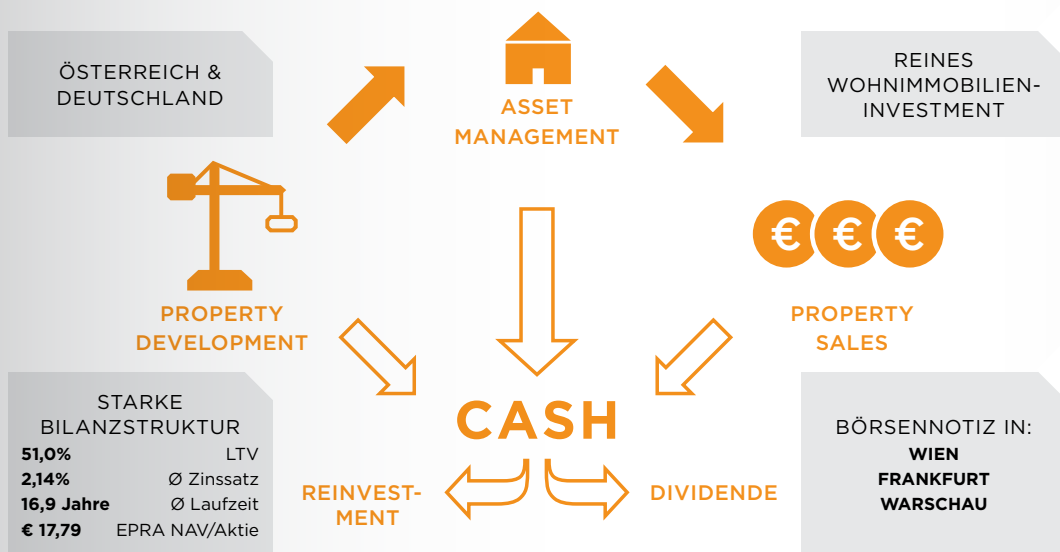 ÖSTERREICH &
DEUTSCHLAND
ASSET
MANAGEMENT
REINES
WOHNIMMOBILIEN-
INVESTMENT
€ € €
PROPERTY
DEVELOPMENT
PROPERTY
SALES
STARKE
BILANZSTRUKTUR
51,0% LTV
2,14% Ø Zinssatz
16,9 Jahre Ø Laufzeit
€ 17,79 EPRA NAV/Aktie
CASH
REINVEST-
MENT
DIVIDENDE
BÖRSENNOTIZ IN:
WIEN
FRANKFURT
WARSCHAU